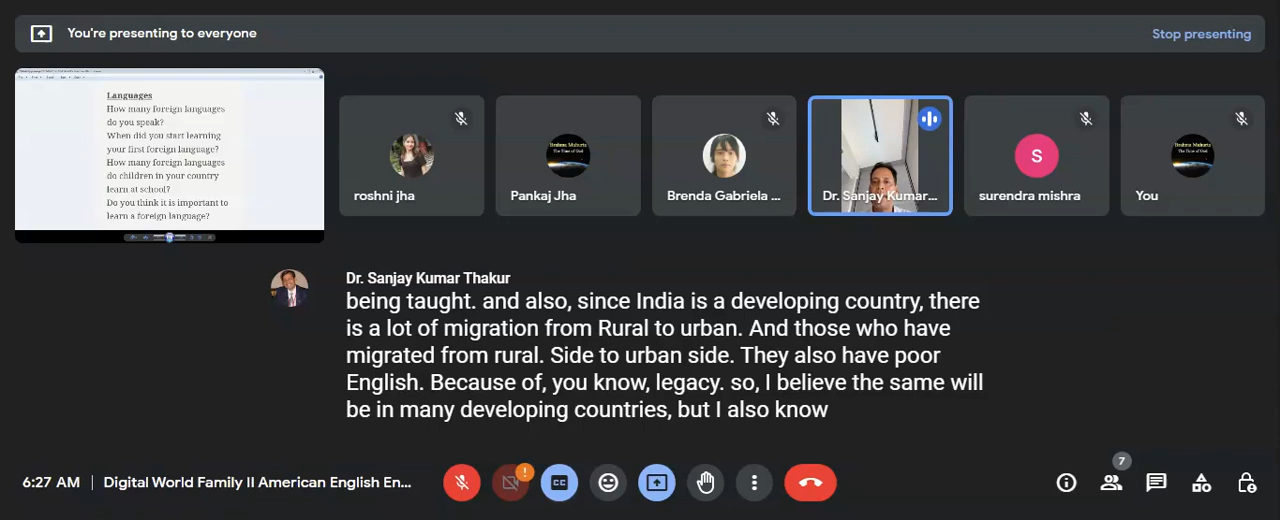 You're presenting to everyone
Stop presenting
Languages
How many foreign languages
do you speak?
When did you start learning
your first foreign language?
How many foreign languages
do children in your country
learn at school?
Do you think it is important to
learn a foreign language?
roshni jha
Pankaj Jha
Brenda Gabriela ...
Dr. Sanjay Kumar...
S
surendra mishra
You
Dr. Sanjay Kumar Thakur
being taught. and also, since India is a developing country, there
is a lot of migration from Rural to urban. And those who have
migrated from rural. Side to urban side. They also have poor
English. Because of, you know, legacy. so, I believe the same will
be in many developing countries, but I also know
6:27 AM | Digital World Family II American English En...
CC
7